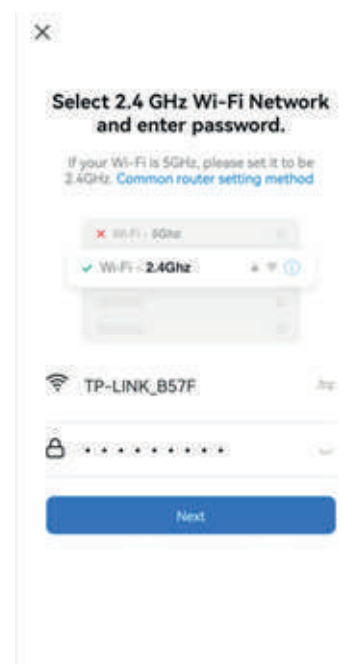 Select 2.4 GHz Wi-Fi Network
and enter password.
If your Wi-Fi is 5GHz, please set it to be
2.4GHz. Common router setting method
Wi-Fi - 5Ghz
Wi-Fi - 2.4Ghz
TP-LINK_B57F
Next